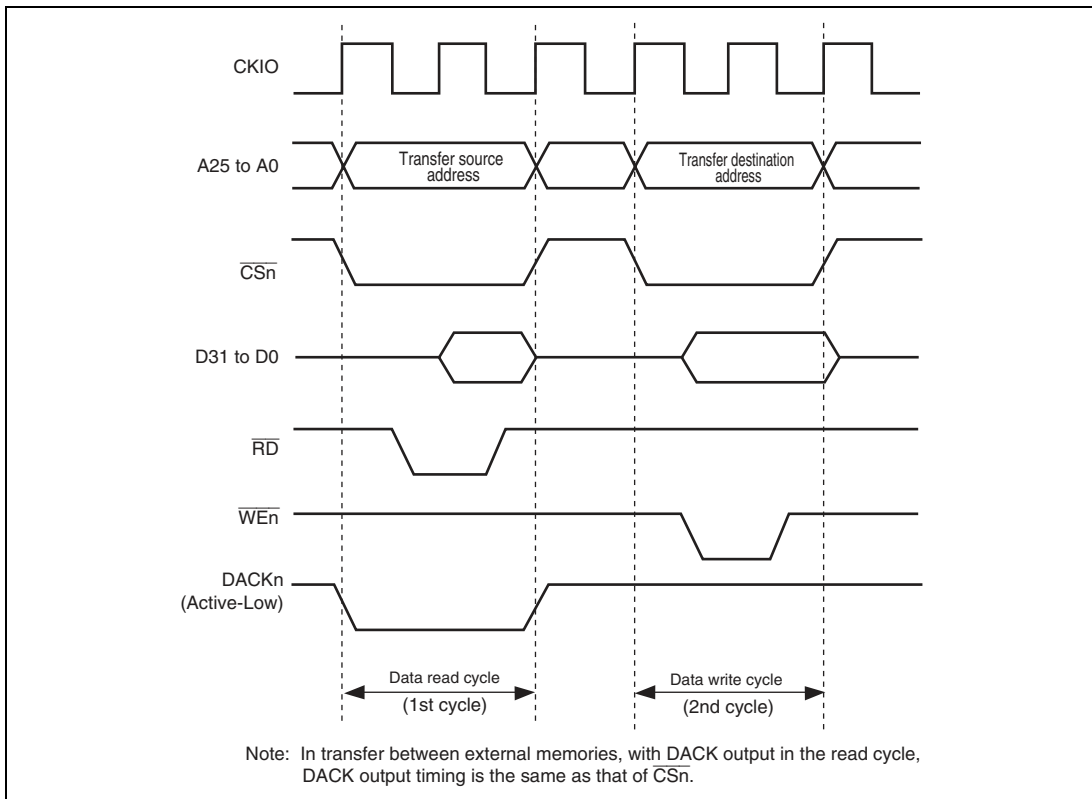 CKIO
A25 to A0
Transfer source
address
Transfer destination
address
CSn
D31 to D0
RD
WEn
DACKn
(Active-Low)
Data read cycle
(1st cycle)
Data write cycle
(2nd cycle)
Note: In transfer between external memories, with DACK output in the read cycle,
DACK output timing is the same as that of CSn.